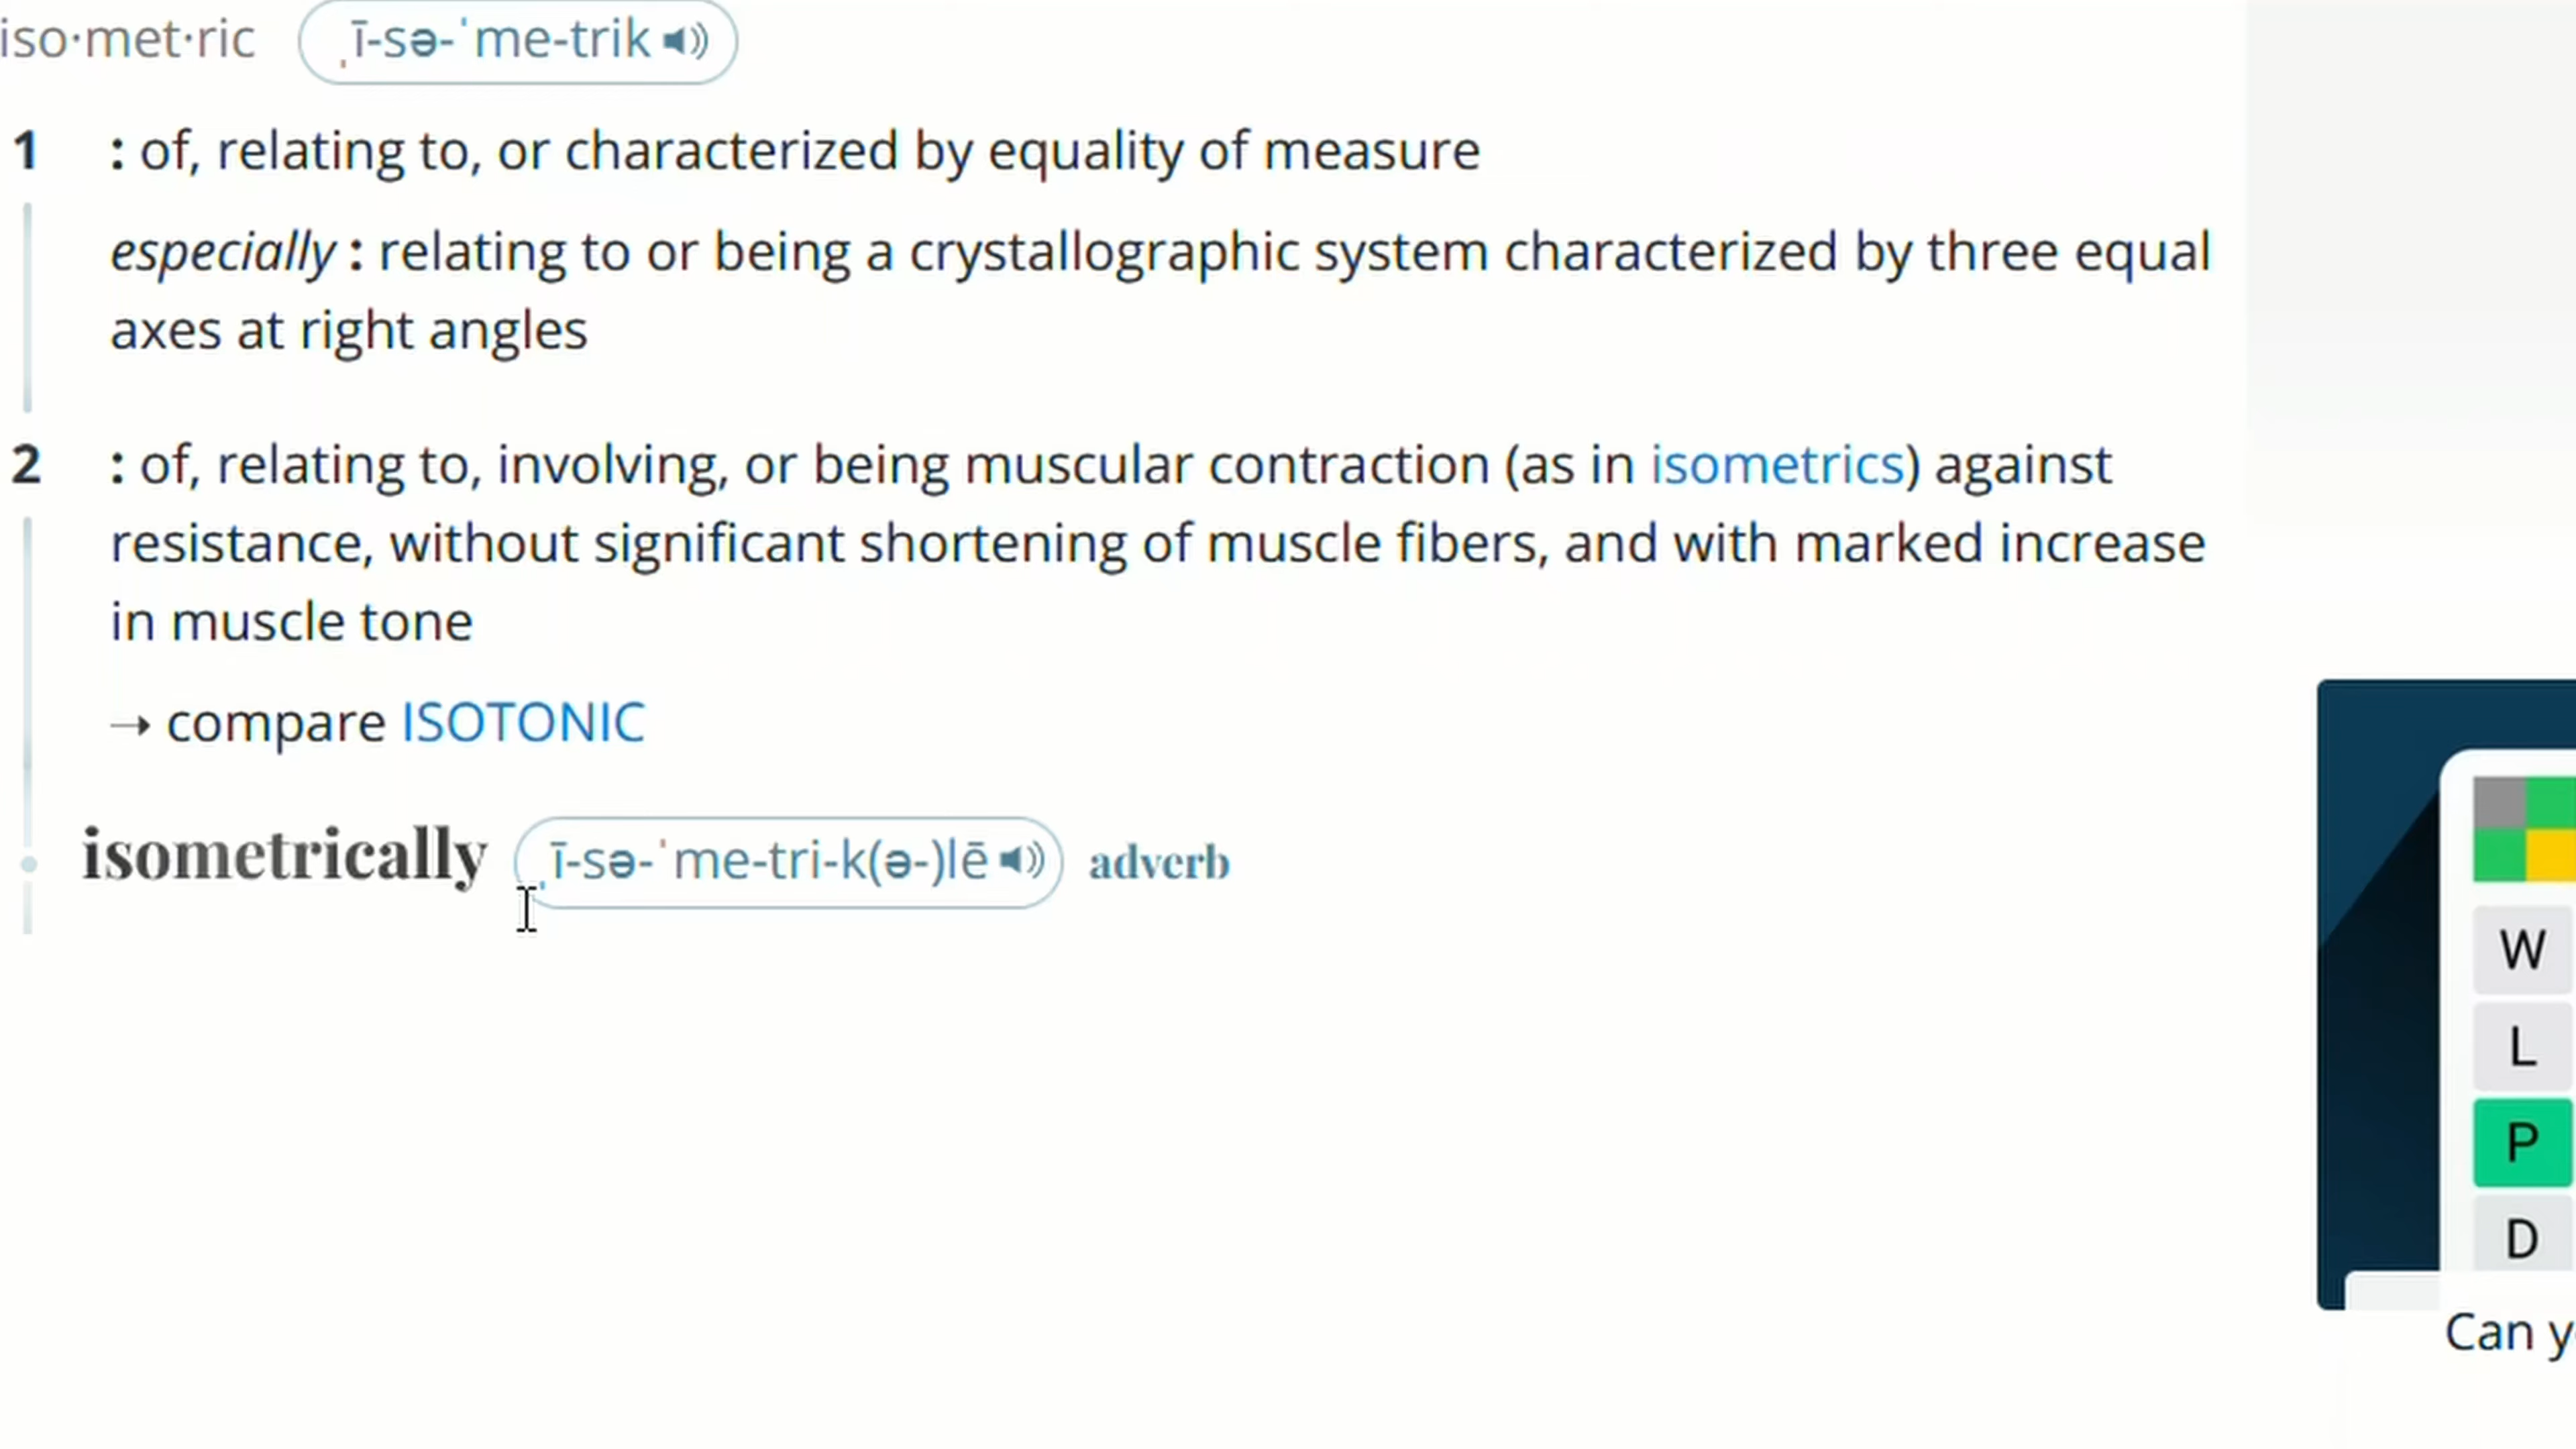 iso·met·ric ˌī-sə-ˈme-trik
1 : of, relating to, or characterized by equality of measure
especially : relating to or being a crystallographic system characterized by three equal
axes at right angles
2 : of, relating to, involving, or being muscular contraction (as in isometrics) against
resistance, without significant shortening of muscle fibers, and with marked increase
in muscle tone
→ compare ISOTONIC
isometrically ˌī-sə-ˈme-tri-k(ə-)lē adverb
W
L
P
D
Can y